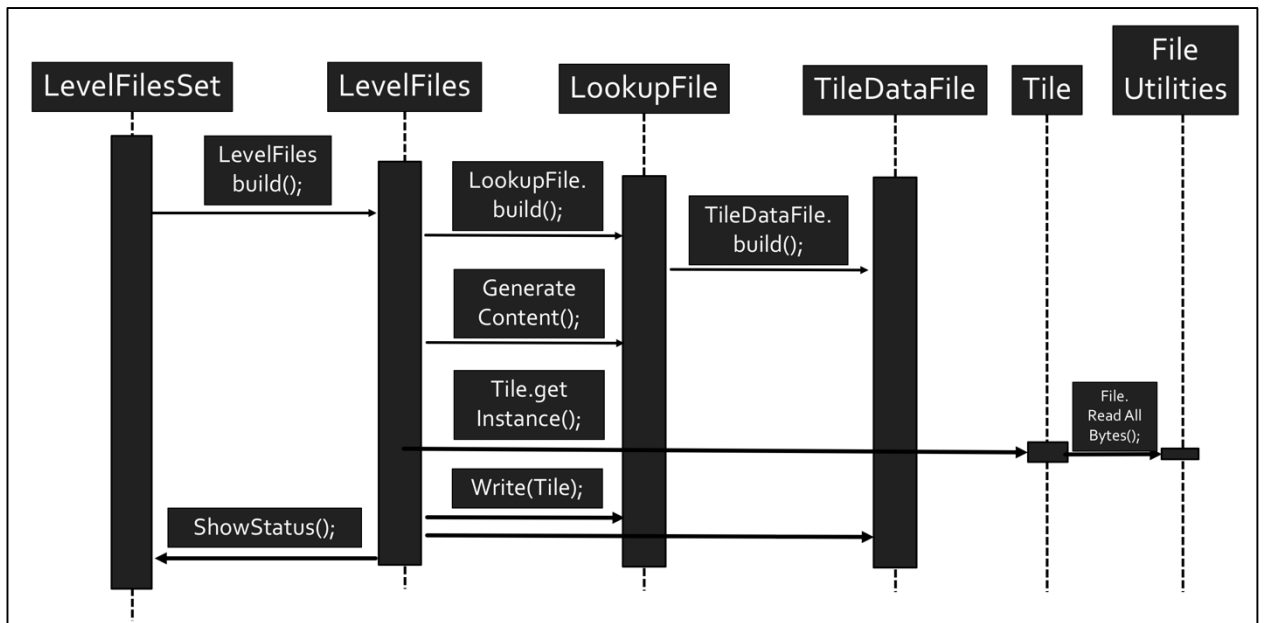 LevelFilesSet
LevelFiles
LookupFile
TileDataFile
Tile
File
Utilities
LevelFiles
build();
LookupFile.
build();
TileDataFile.
build();
Generate
Content();
Tile.get
Instance();
File.
Read All
Bytes();
Write(Tile);
ShowStatus();